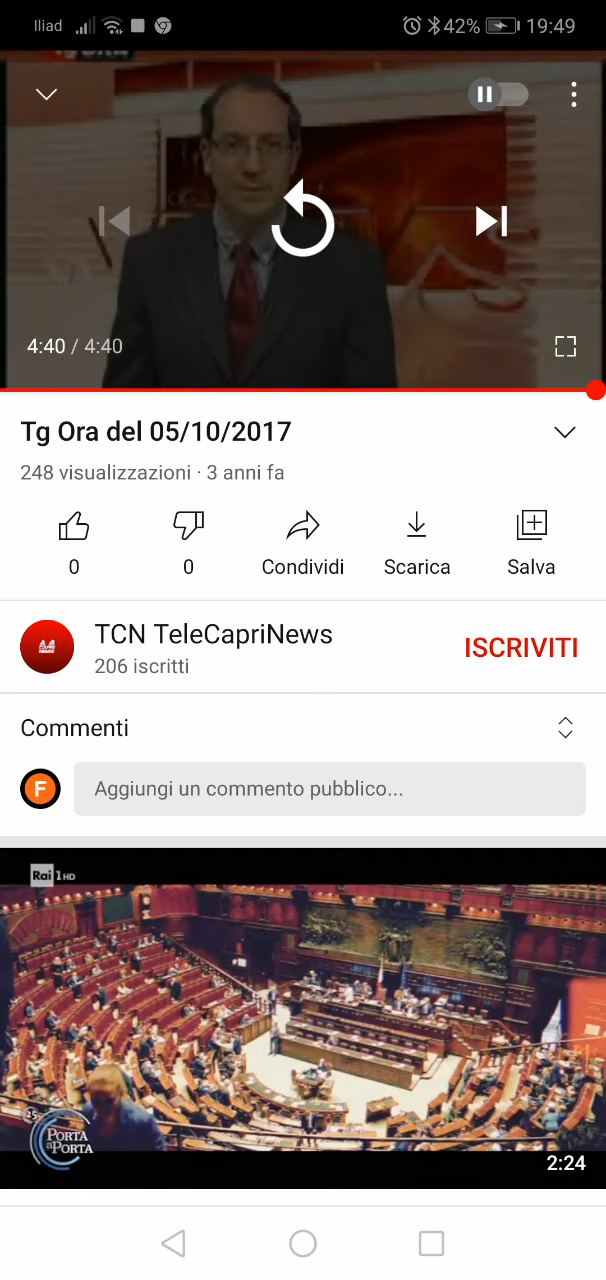 Iliad 42% 19:49
4:40 / 4:40
Tg Ora del 05/10/2017
248 visualizzazioni · 3 anni fa
0 0 Condividi Scarica Salva
TCN TeleCapriNews
206 iscritti
ISCRIVITI
Commenti
F
Aggiungi un commento pubblico...
Rai 1 HD
25
PORTA
a PORTA
2:24